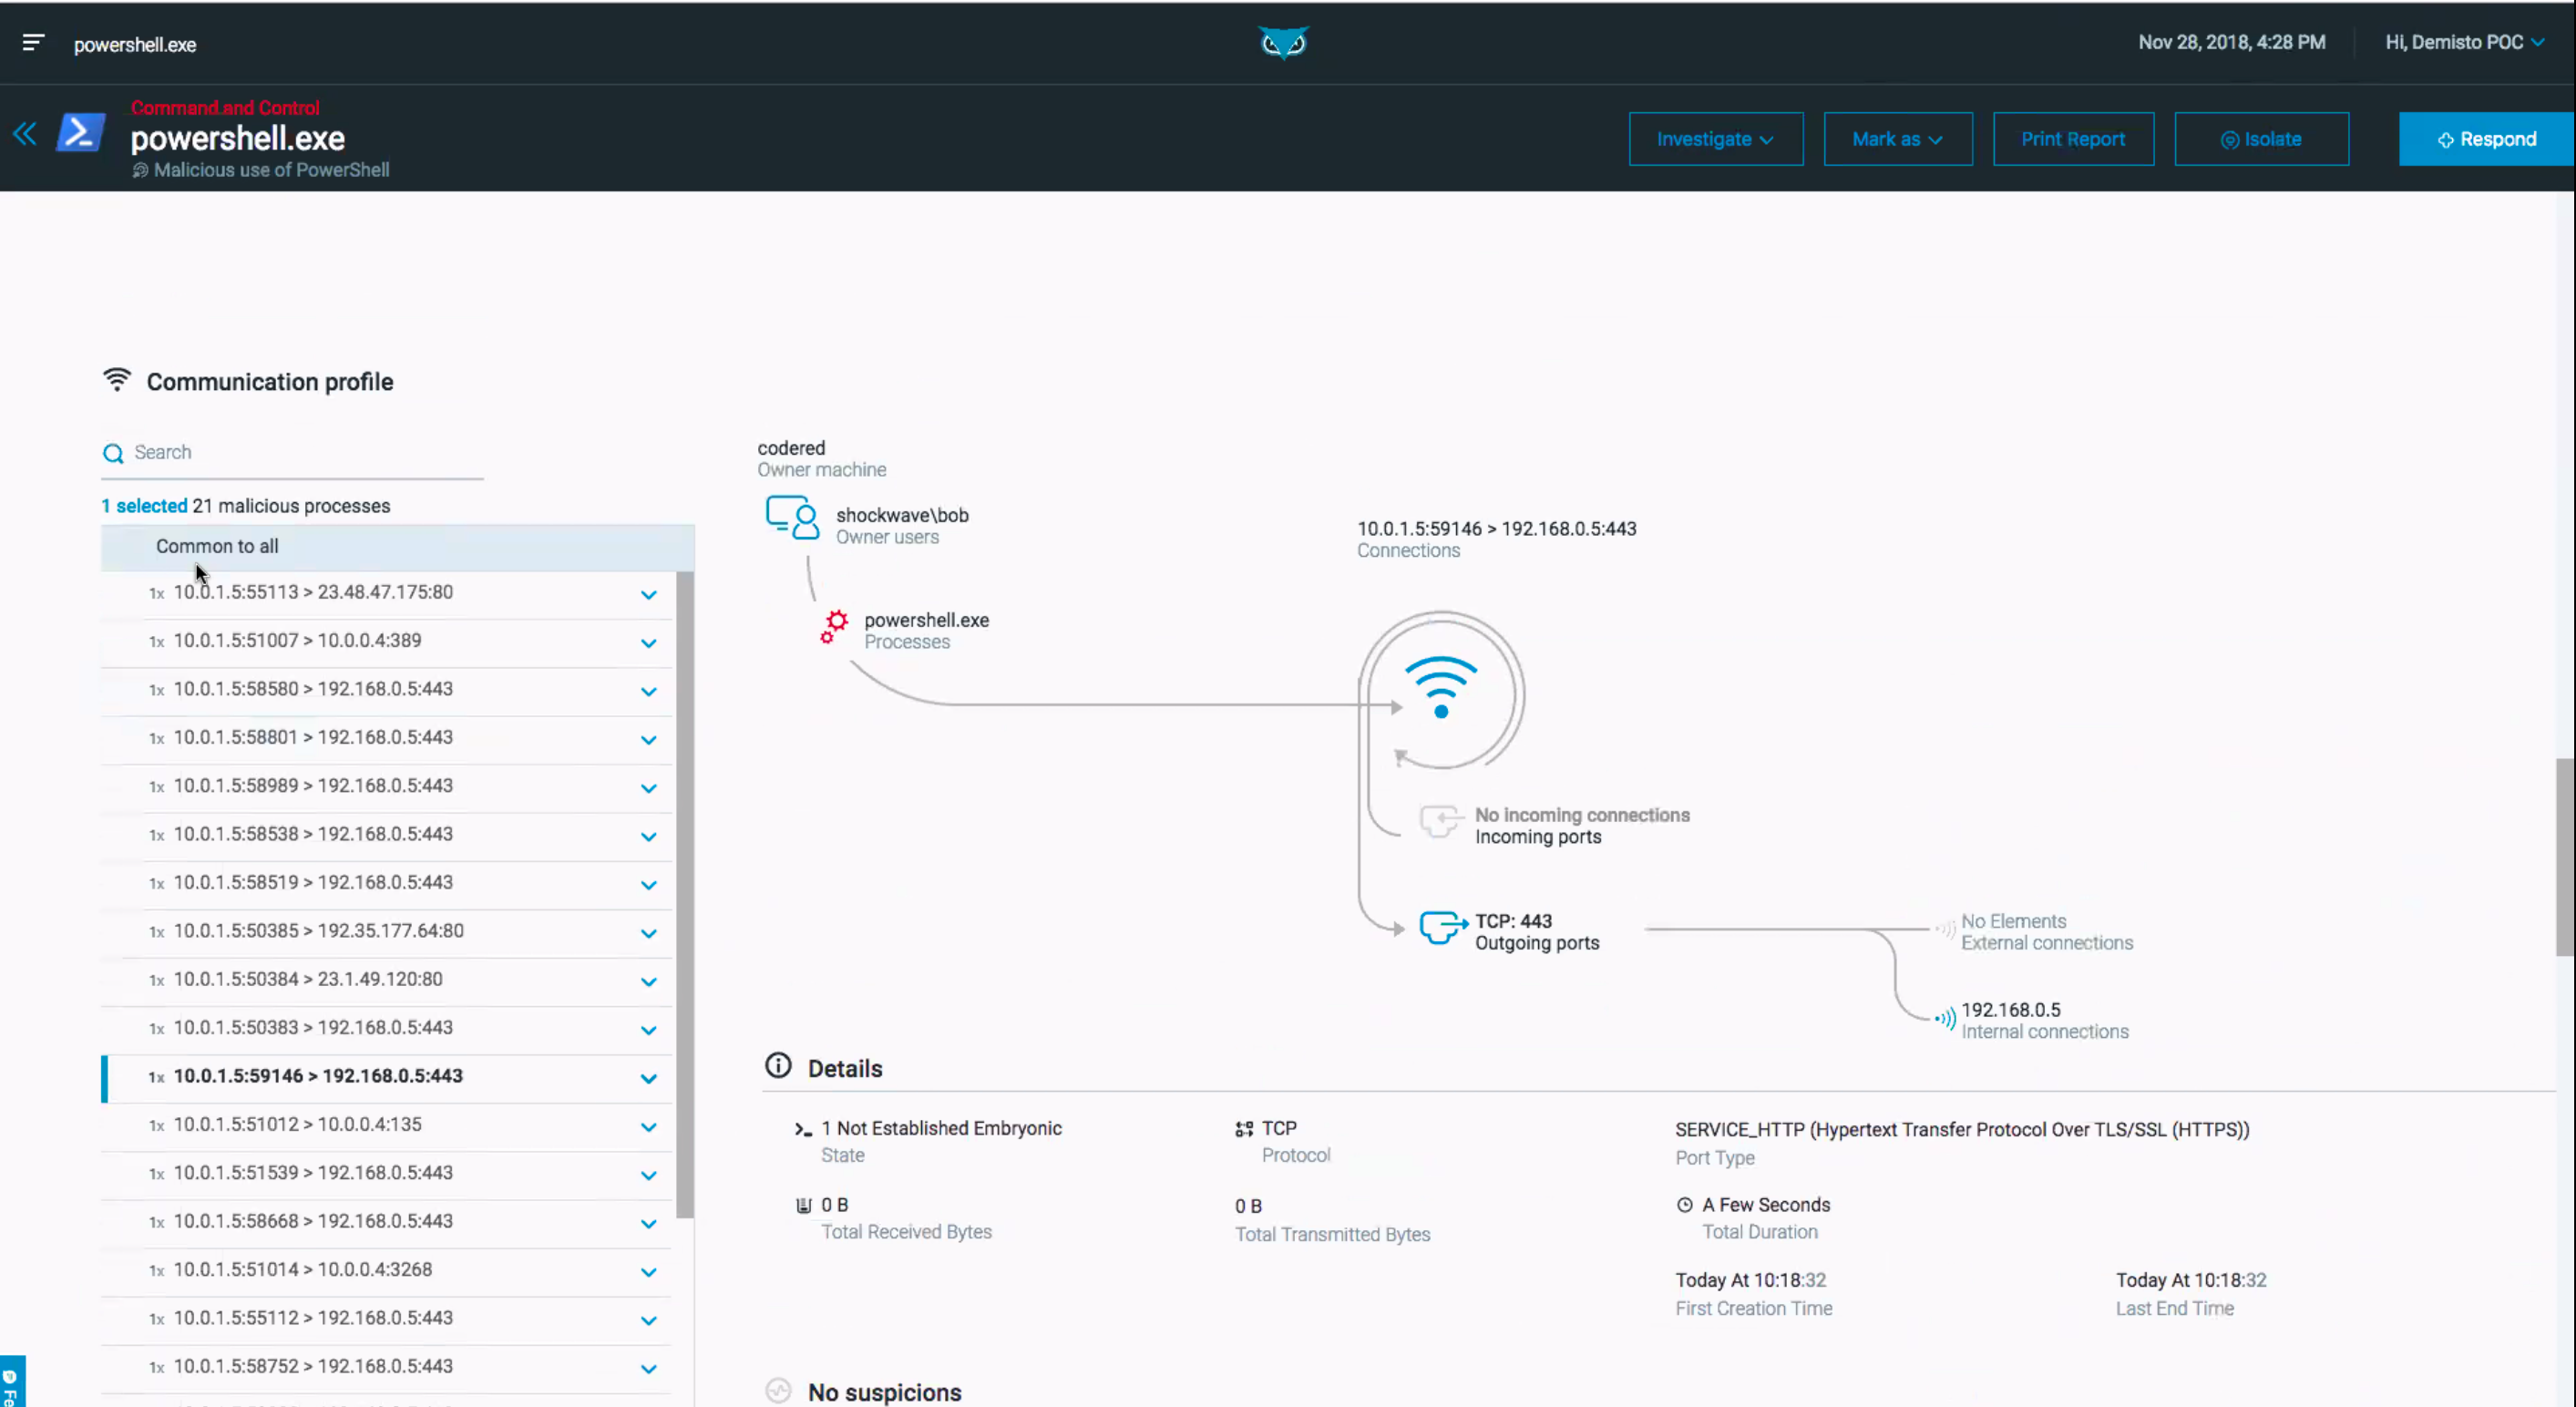 powershell.exe
Nov 28, 2018, 4:28 PM
Hi, Demisto POC
Command and Control
powershell.exe
Malicious use of PowerShell
Investigate
Mark as
Print Report
Isolate
Respond
Communication profile
Search
1 selected 21 malicious processes
Common to all
1x 10.0.1.5:55113 > 23.48.47.175:80
1x 10.0.1.5:51007 > 10.0.0.4:389
1x 10.0.1.5:58580 > 192.168.0.5:443
1x 10.0.1.5:58801 > 192.168.0.5:443
1x 10.0.1.5:58989 > 192.168.0.5:443
1x 10.0.1.5:58538 > 192.168.0.5:443
1x 10.0.1.5:58519 > 192.168.0.5:443
1x 10.0.1.5:50385 > 192.35.177.64:80
1x 10.0.1.5:50384 > 23.1.49.120:80
1x 10.0.1.5:50383 > 192.168.0.5:443
1x 10.0.1.5:59146 > 192.168.0.5:443
1x 10.0.1.5:51012 > 10.0.0.4:135
1x 10.0.1.5:51539 > 192.168.0.5:443
1x 10.0.1.5:58668 > 192.168.0.5:443
1x 10.0.1.5:51014 > 10.0.0.4:3268
1x 10.0.1.5:55112 > 192.168.0.5:443
1x 10.0.1.5:58752 > 192.168.0.5:443
codered
Owner machine
shockwave\bob
Owner users
powershell.exe
Processes
10.0.1.5:59146 > 192.168.0.5:443
Connections
No incoming connections
Incoming ports
TCP: 443
Outgoing ports
No Elements
External connections
192.168.0.5
Internal connections
Details
1 Not Established Embryonic
State
TCP
Protocol
SERVICE_HTTP (Hypertext Transfer Protocol Over TLS/SSL (HTTPS))
Port Type
0 B
Total Received Bytes
0 B
Total Transmitted Bytes
A Few Seconds
Total Duration
Today At 10:18:32
First Creation Time
Today At 10:18:32
Last End Time
No suspicions